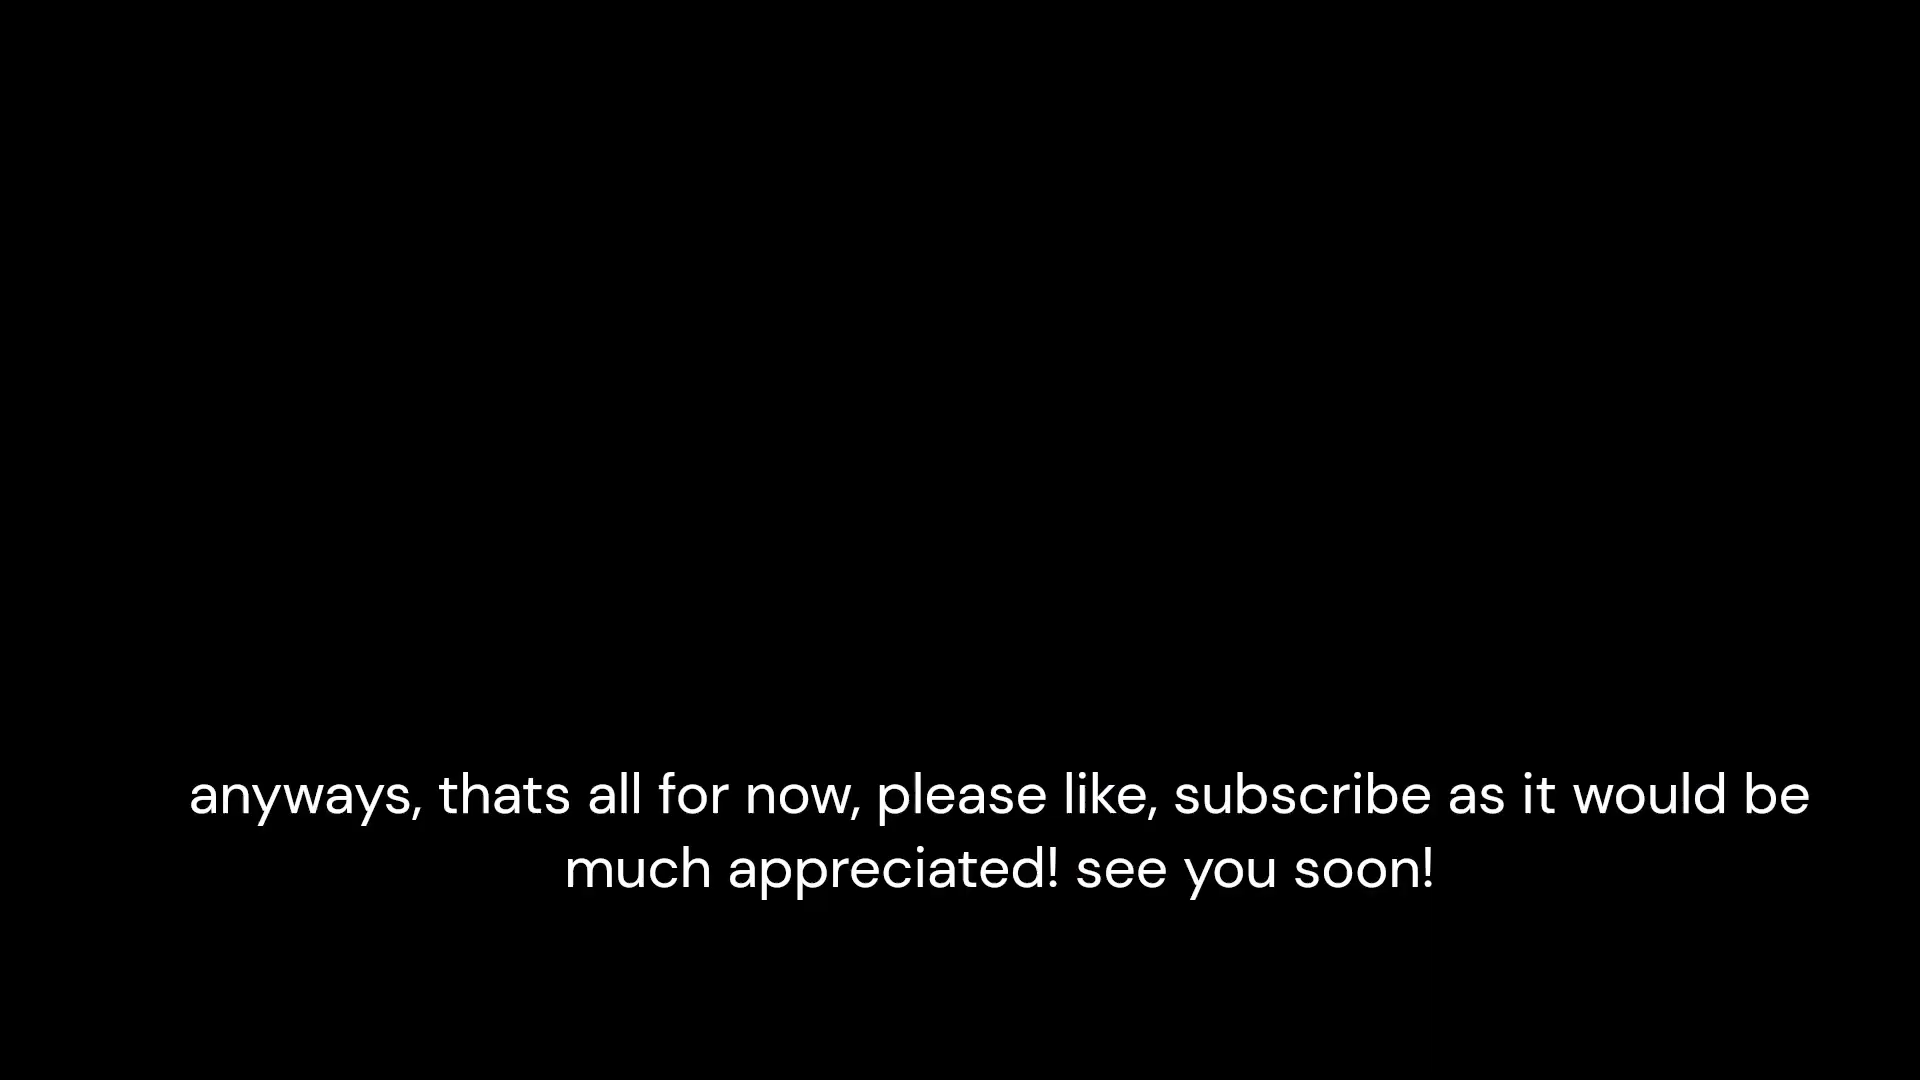 anyways, thats all for now, please like, subscribe as it would be
much appreciated! see you soon!